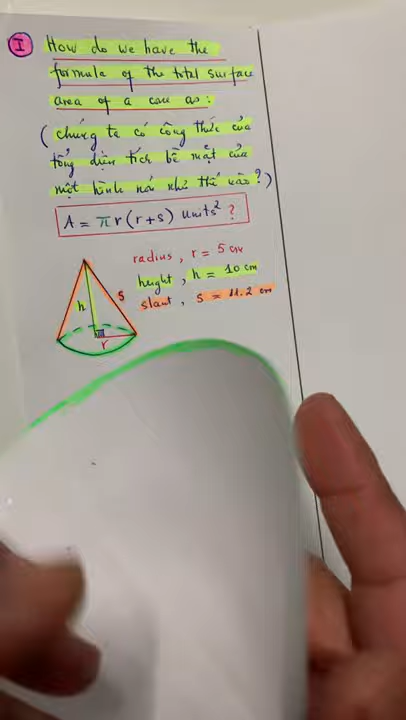 I How do we have the
formula of the total surface
area of a cone as:
(chúng ta có công thức của
tổng diện tích bề mặt của
một hình nón như thế nào?)
A = πr(r+s) units² ?
radius, r = 5 cm
height, h = 10 cm
slant, s = 11.2 cm
h
s
r